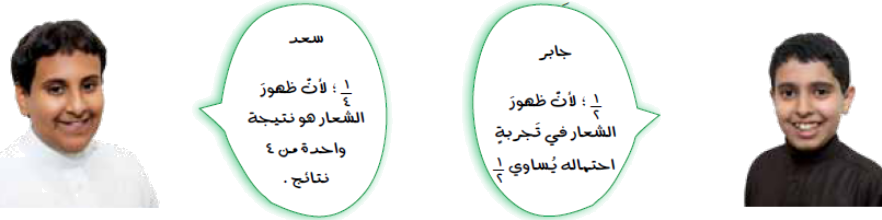 جابر
١/٢ ؛ لأنّ ظهورَ
الشعار في تَجربةٍ
احتماله يُساوي ١/٢
سعد
١/٤ ؛ لأنّ ظهورَ
الشعار هو نتيجة
واحدة من ٤
نتائج .